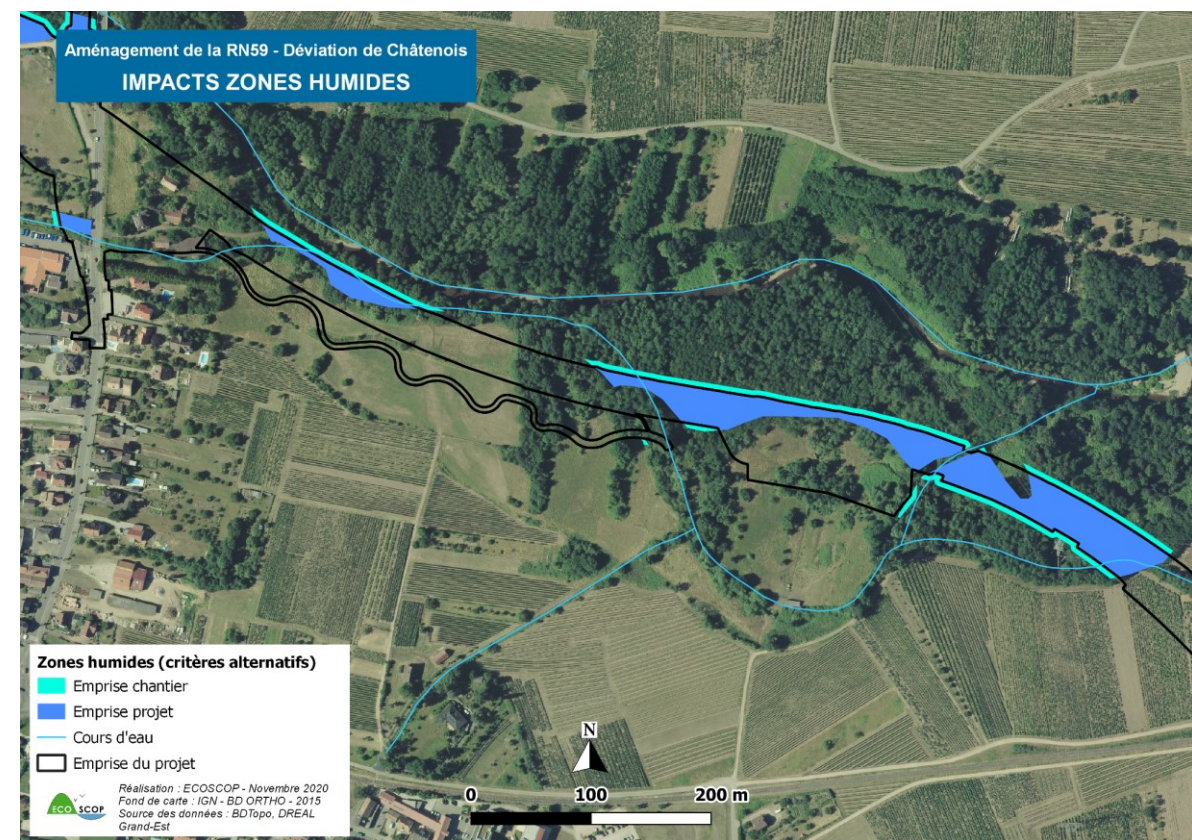 Aménagement de la RN59 - Déviation de Châtenois
IMPACTS ZONES HUMIDES
Zones humides (critères alternatifs)
Emprise chantier
Emprise projet
Cours d'eau
Emprise du projet
ECO SCOP
Réalisation : ECOSCOP - Novembre 2020
Fond de carte : IGN - BD ORTHO - 2015
Source des données : BDTopo, DREAL
Grand-Est
N
0 100 200 m